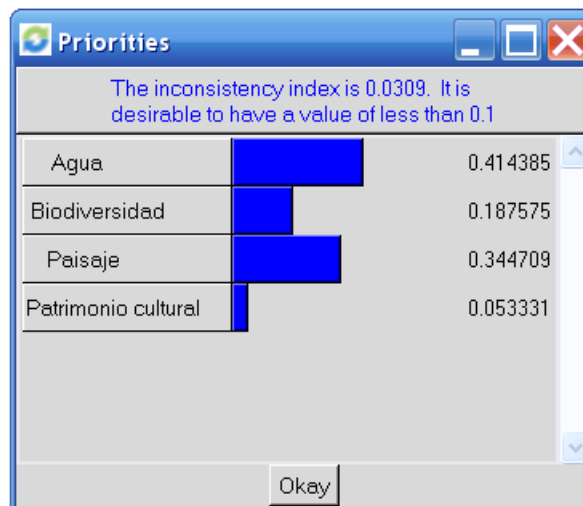 Priorities
The inconsistency index is 0.0309. It is
desirable to have a value of less than 0.1
Agua 0.414385
Biodiversidad 0.187575
Paisaje 0.344709
Patrimonio cultural 0.053331
Okay